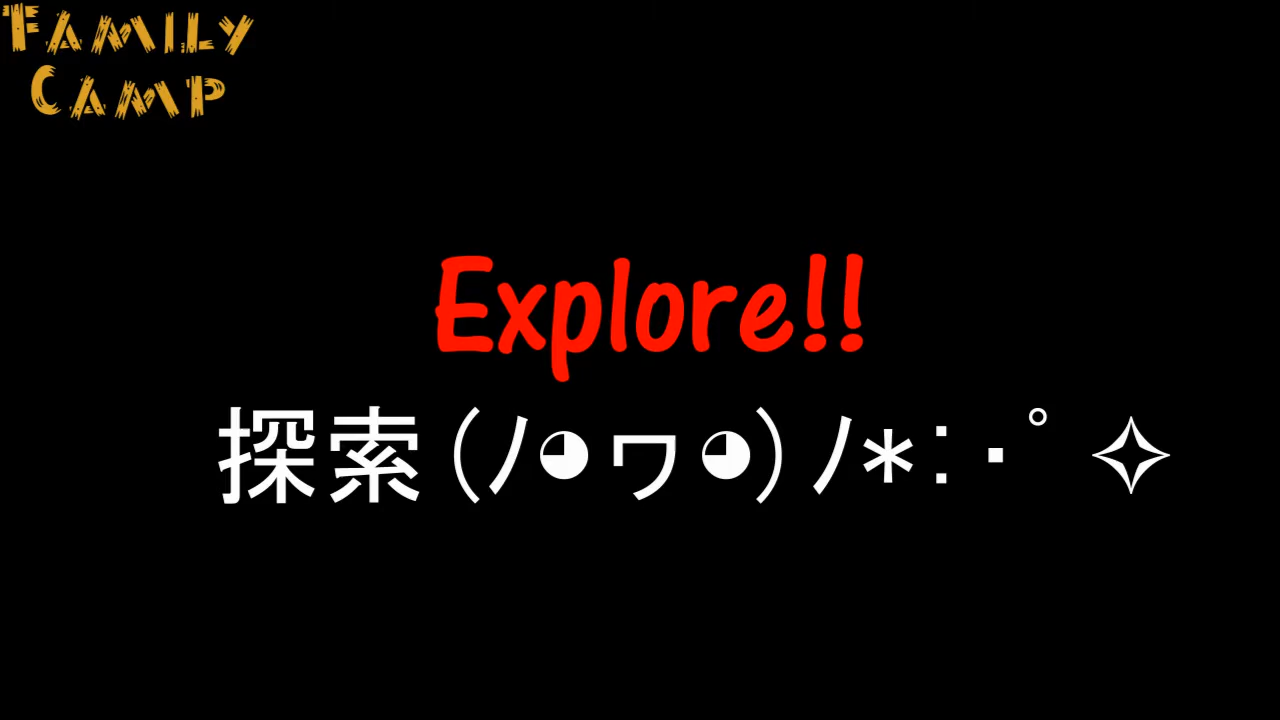 FAMILY
CAMP
Explore!!
探索(ﾉ◕ヮ◕)ﾉ*:･ﾟ✧